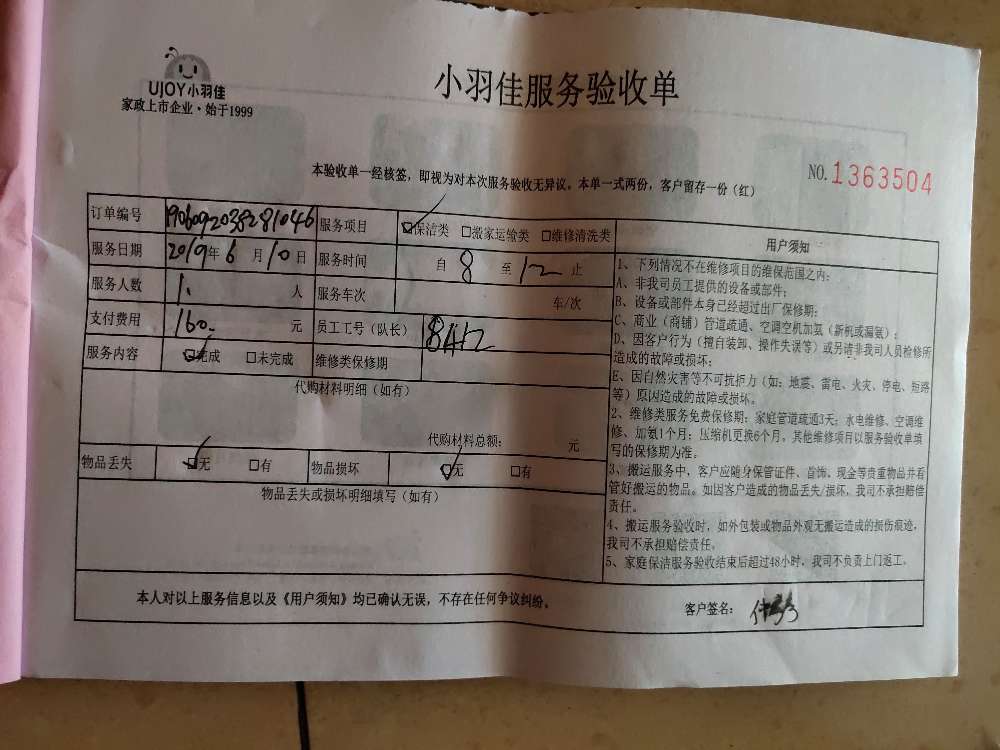 UJOY小羽佳
家政上市企业·始于1999
小羽佳服务验收单
本验收单一经核签，即视为对本次服务验收无异议。本单一式两份，客户留存一份（红）
NO.1363504
订单编号 1906092038281046 服务项目 ☑保洁类 □搬家运输类 □维修清洗类
服务日期 2019年6月10日 服务时间 自 8 至 12 止
服务人数 1. 人 服务车次 车/次
支付费用 160. 元 员工工号（队长）
服务内容 ☑完成 □未完成 维修类保修期
代购材料明细（如有）
代购材料总额： 元
物品丢失 ☑无 □有 物品损坏 ☑无 □有
物品丢失或损坏明细填写（如有）
用户须知
1、下列情况不在维修项目的维保范围之内：
A、非我司员工提供的设备或部件；
B、设备或部件本身已经超过出厂保修期；
C、商业（商铺）管道疏通、空调空机加氨（新机或漏氨）；
D、因客户行为（擅自装卸、操作失误等）或另请非我司人员检修所
造成的故障或损坏；
E、因自然灾害等不可抗拒力（如：地震、雷电、火灾、停电、短路
等）原因造成的故障或损坏。
2、维修类服务免费保修期：家庭管道疏通3天；水电维修、空调维
修、加氨1个月；压缩机更换6个月。其他维修项目以服务验收单填
写的保修期为准。
3、搬运服务中，客户应随身保管证件、首饰、现金等贵重物品并看
管好搬运的物品。如因客户造成的物品丢失/损坏，我司不承担赔偿
责任。
4、搬运服务验收时，如外包装或物品外观无搬运造成的损伤痕迹，
我司不承担赔偿责任。
5、家庭保洁服务验收结束后超过48小时，我司不负责上门返工。
本人对以上服务信息以及《用户须知》均已确认无误，不存在任何争议纠纷。
客户签名：